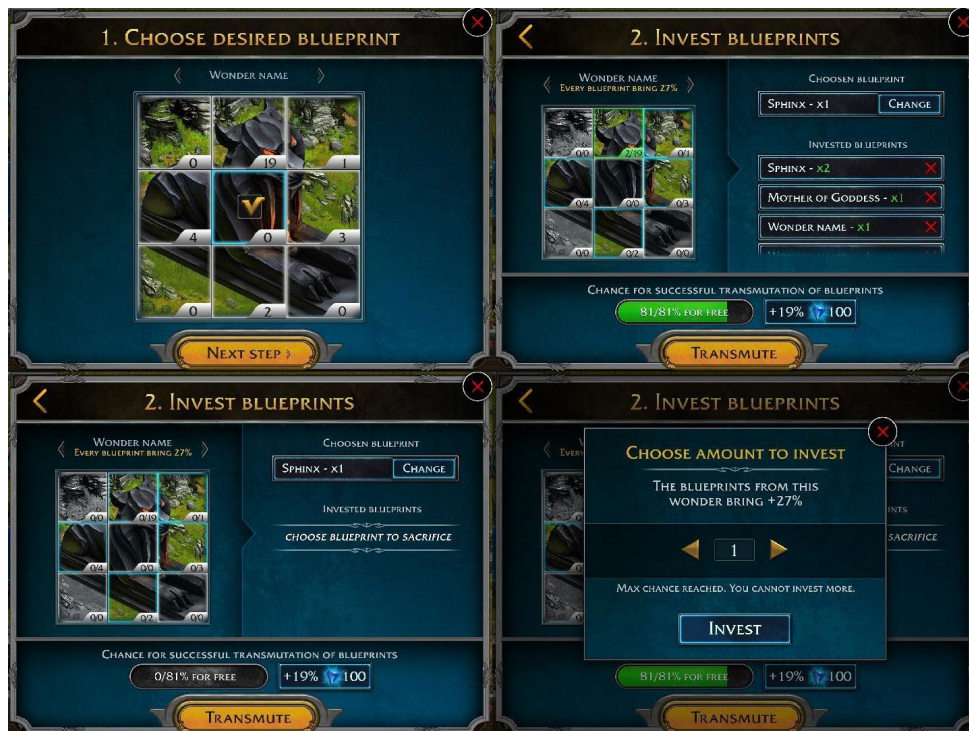 1. Choose desired blueprint
Wonder name
0
19
1
4
0
3
0
2
0
Next step
2. Invest blueprints
Wonder name
Every blueprint bring 27%
0/0
2/19
0/1
0/4
0/0
0/3
0/0
0/2
0/0
Choosen blueprint
Sphinx - x1
Change
Invested blueprints
Sphinx - x2
Mother of Goddess - x1
Wonder name - x1
Chance for successful transmutation of blueprints
81/81% for free
+19% 100
Transmute
2. Invest blueprints
Wonder name
Every blueprint bring 27%
0/0
0/19
0/1
0/4
0/0
0/3
0/0
0/2
0/0
Choosen blueprint
Sphinx - x1
Change
Invested blueprints
Choose blueprint to sacrifice
Chance for successful transmutation of blueprints
0/81% for free
+19% 100
Transmute
2. Invest blueprints
Choose amount to invest
The blueprints from this
wonder bring +27%
1
Max chance reached. You cannot invest more.
Invest
Change
sacrifice
81/81% for free
+19% 100
Transmute